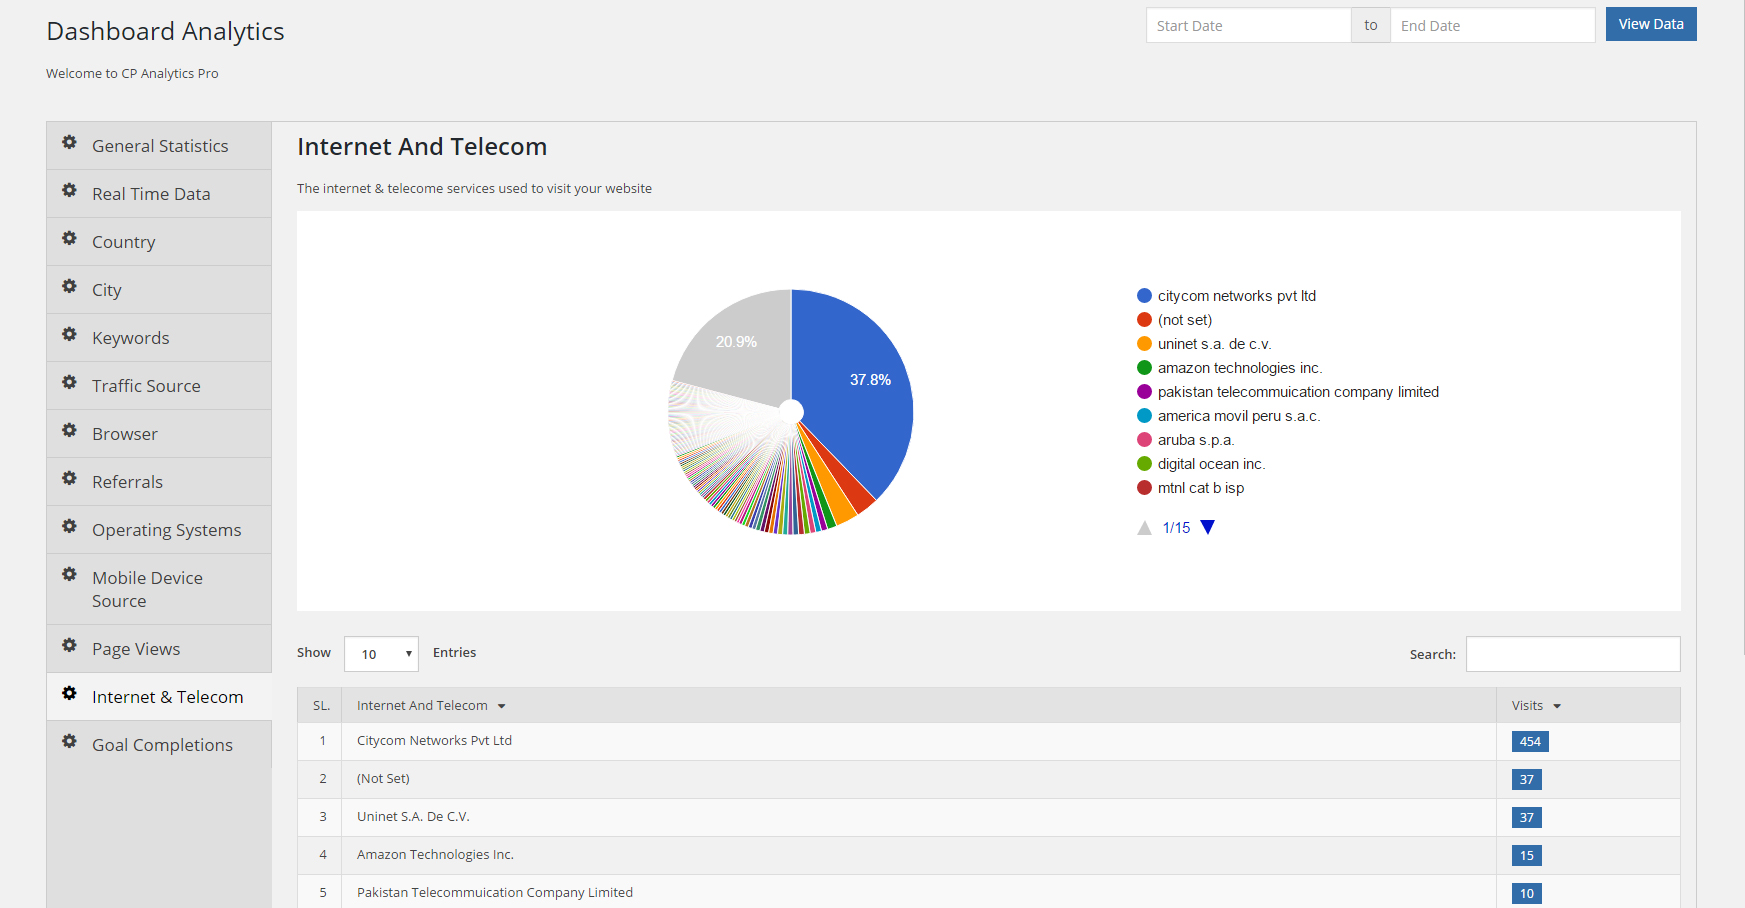 Dashboard Analytics
Start Date to End Date View Data
Welcome to CP Analytics Pro
General Statistics
Real Time Data
Country
City
Keywords
Traffic Source
Browser
Referrals
Operating Systems
Mobile Device
Source
Page Views
Internet & Telecom
Goal Completions
Internet And Telecom
The internet & telecome services used to visit your website
20.9%
37.8%
citycom networks pvt ltd
(not set)
uninet s.a. de c.v.
amazon technologies inc.
pakistan telecommuication company limited
america movil peru s.a.c.
aruba s.p.a.
digital ocean inc.
mtnl cat b isp
1/15
Show 10 Entries
Search:
SL. Internet And Telecom Visits
1 Citycom Networks Pvt Ltd 454
2 (Not Set) 37
3 Uninet S.A. De C.V. 37
4 Amazon Technologies Inc. 15
5 Pakistan Telecommuication Company Limited 10